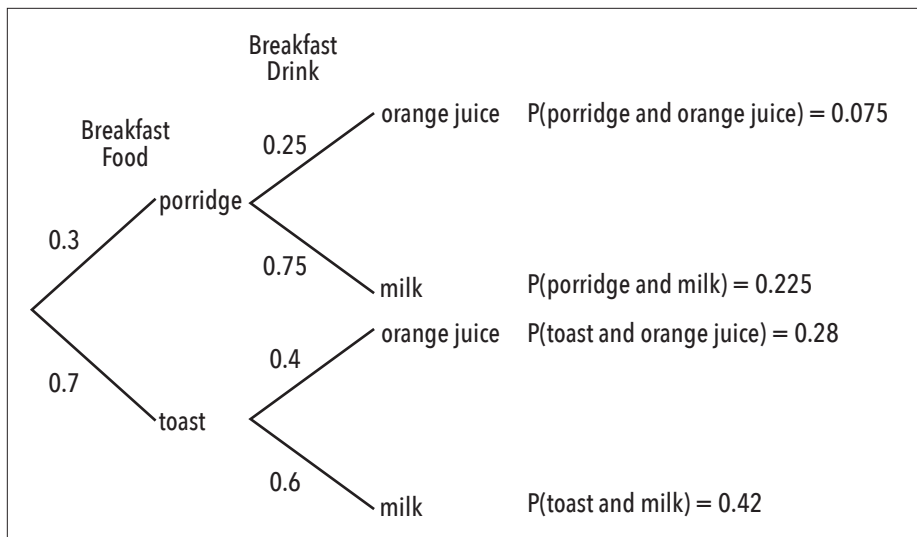 Breakfast
Drink
orange juice P(porridge and orange juice) = 0.075
Breakfast
Food
0.25
porridge
0.3
0.75
milk P(porridge and milk) = 0.225
orange juice P(toast and orange juice) = 0.28
0.4
0.7
toast
0.6
milk P(toast and milk) = 0.42